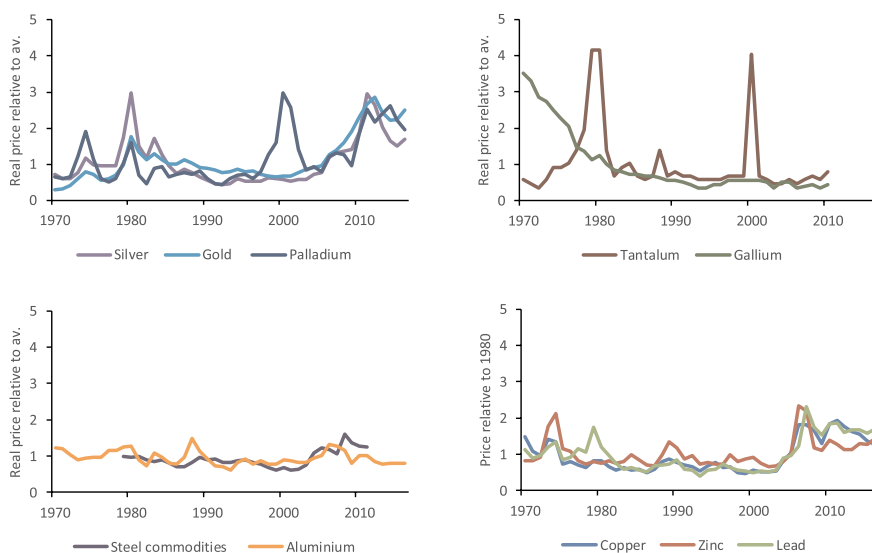 Real price relative to av.
5
4
3
2
1
0
1970 1980 1990 2000 2010
Silver Gold Palladium
Real price relative to av.
5
4
3
2
1
0
1970 1980 1990 2000 2010
Tantalum Gallium
Real price relative to av.
5
4
3
2
1
0
1970 1980 1990 2000 2010
Steel commodities Aluminium
Price relative to 1980
5
4
3
2
1
0
1970 1980 1990 2000 2010
Copper Zinc Lead